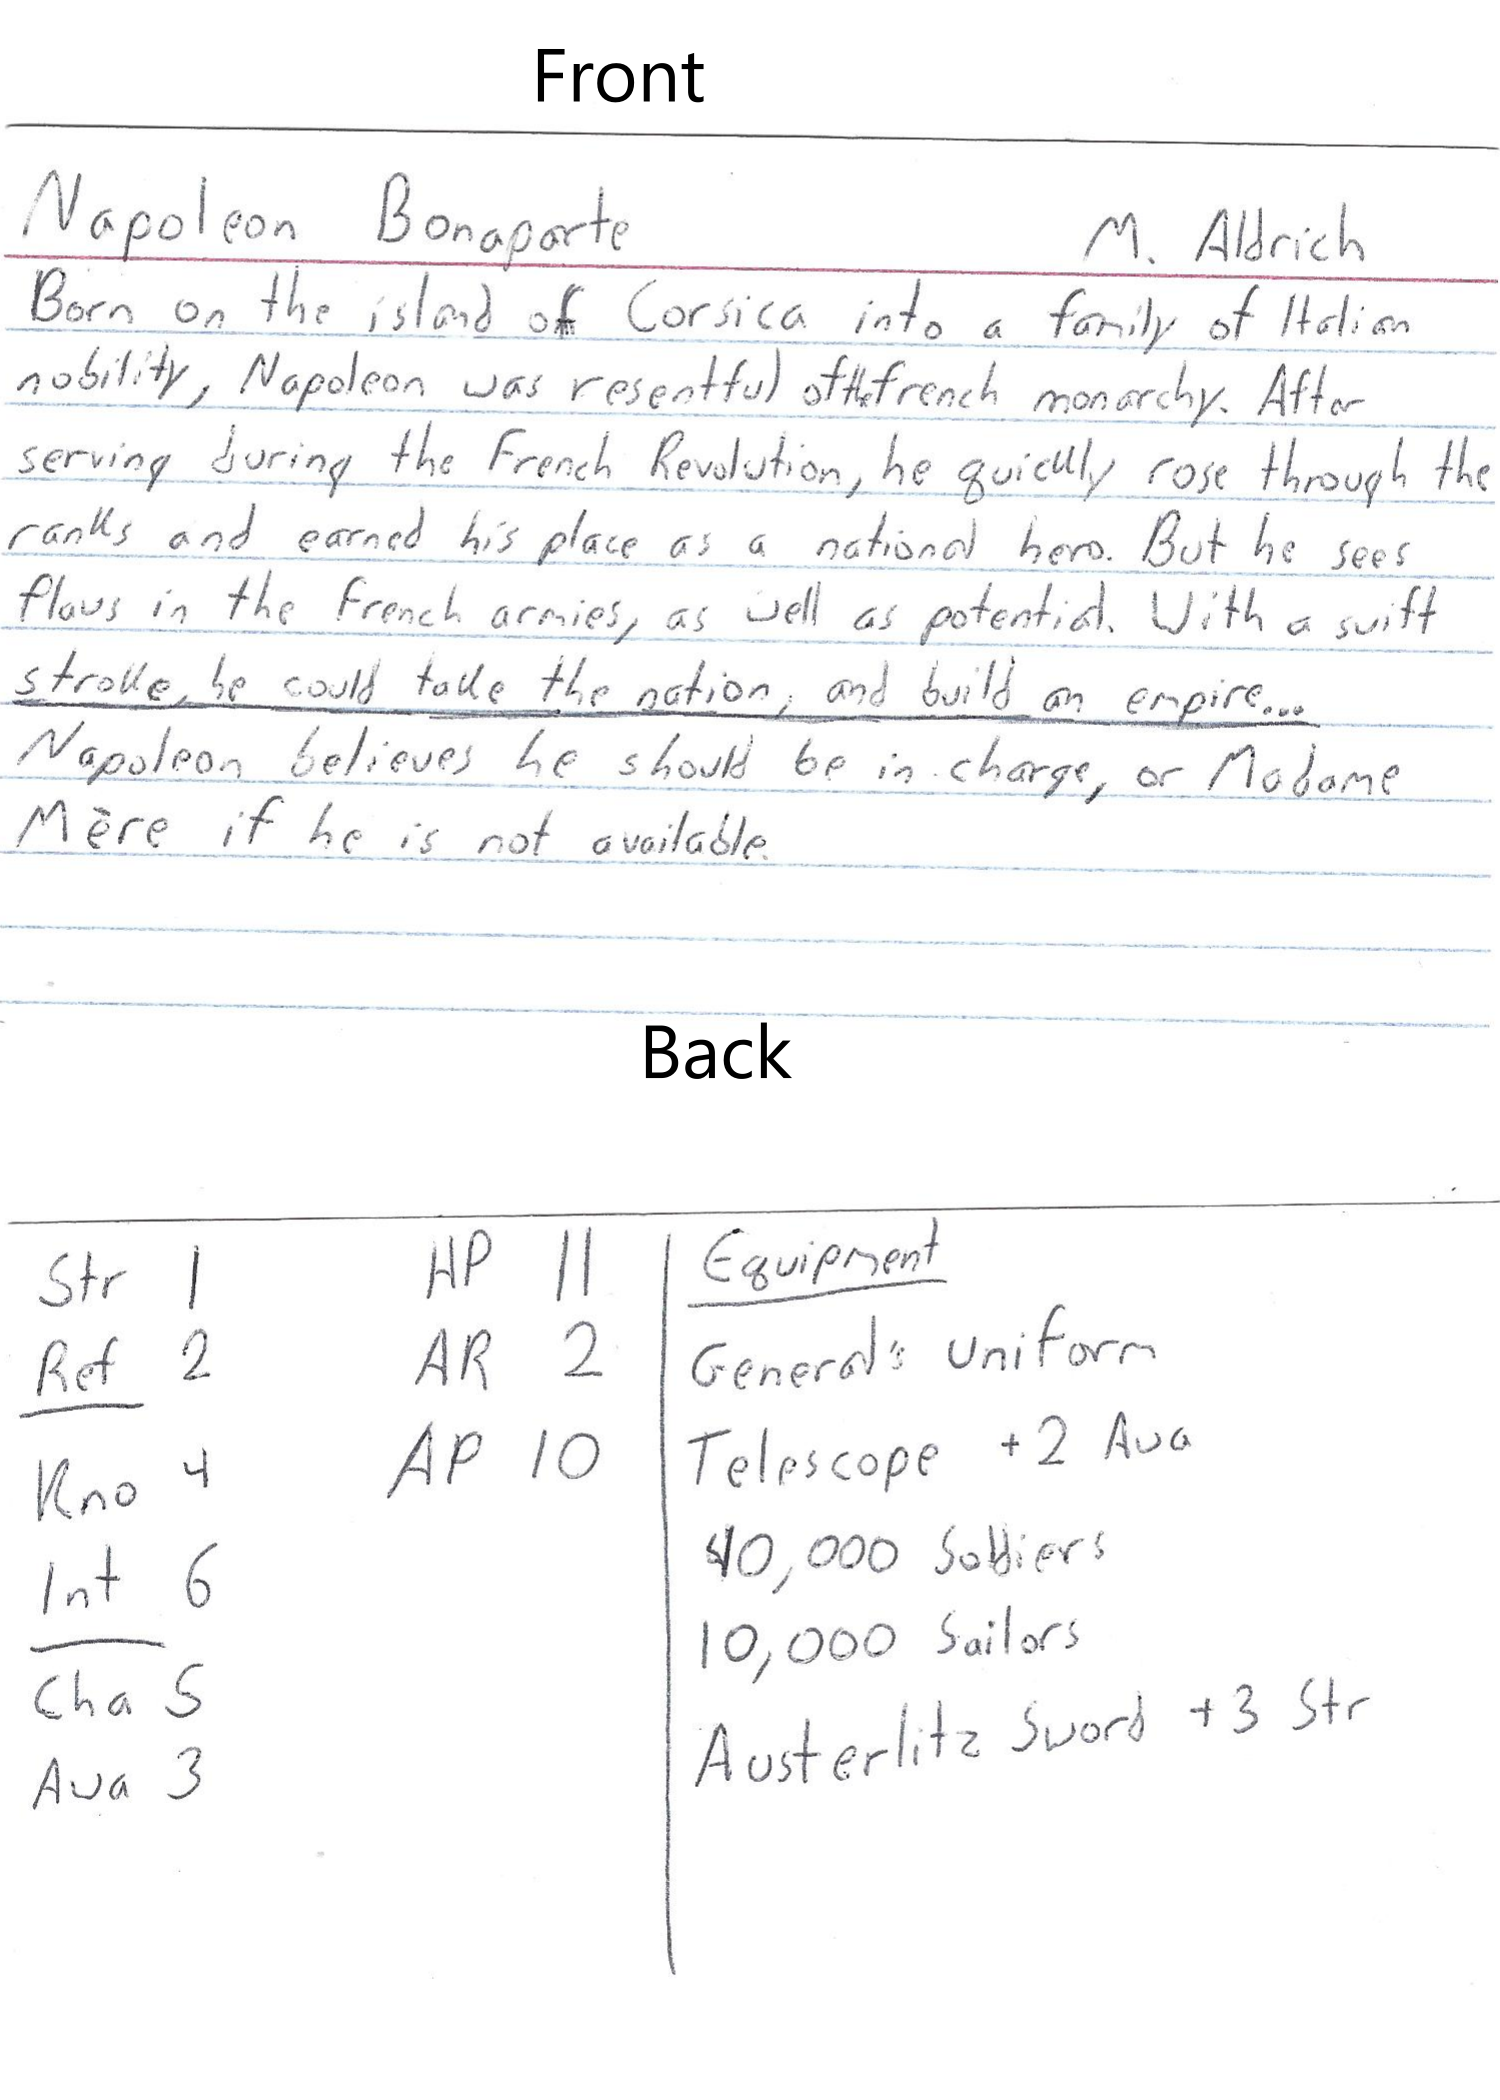 Front
Napoleon Bonaparte M. Aldrich
Born on the island of Corsica into a family of Italian
nobility, Napoleon was resentful of the french monarchy. After
serving during the French Revolution, he quickly rose through the
ranks and earned his place as a national hero. But he sees
flaws in the French armies, as well as potential. With a swift
stroke, he could take the nation, and build an empire...
Napoleon believes he should be in charge, or Madame
Mère if he is not available.
Back
Str 1 HP 11 Equipment
Ref 2 AR 2 General's uniform
Kno 4 AP 10 Telescope +2 Awa
Int 6 40,000 Soldiers
10,000 Sailors
Cha 5 Austerlitz Sword +3 Str
Awa 3